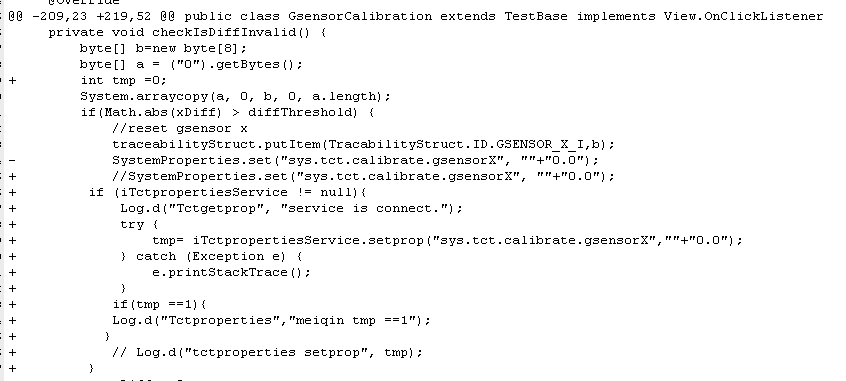 @Override
@@ -209,23 +219,52 @@ public class GsensorCalibration extends TestBase implements View.OnClickListener
private void checkIsDiffInvalid() {
byte[] b=new byte[8];
byte[] a = ("0").getBytes();
+ int tmp =0;
System.arraycopy(a, 0, b, 0, a.length);
if(Math.abs(xDiff) > diffThreshold) {
//reset gsensor x
traceabilityStruct.putItem(TracabilityStruct.ID.GSENSOR_X_I,b);
- SystemProperties.set("sys.tct.calibrate.gsensorX", ""+"0.0");
+ //SystemProperties.set("sys.tct.calibrate.gsensorX", ""+"0.0");
+ if (iTctpropertiesService != null){
+ Log.d("Tctgetprop", "service is connect.");
+ try {
+ tmp= iTctpropertiesService.setprop("sys.tct.calibrate.gsensorX",""+"0.0");
+ } catch (Exception e) {
+ e.printStackTrace();
+ }
+ if(tmp ==1){
+ Log.d("Tctproperties","meiqin tmp ==1");
+ }
+ // Log.d("tctproperties setprop", tmp);
+ }